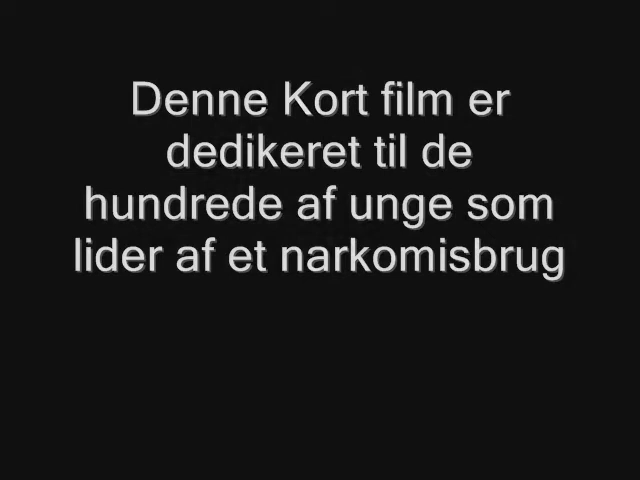 Denne Kort film er
dedikeret til de
hundrede af unge som
lider af et narkomisbrug